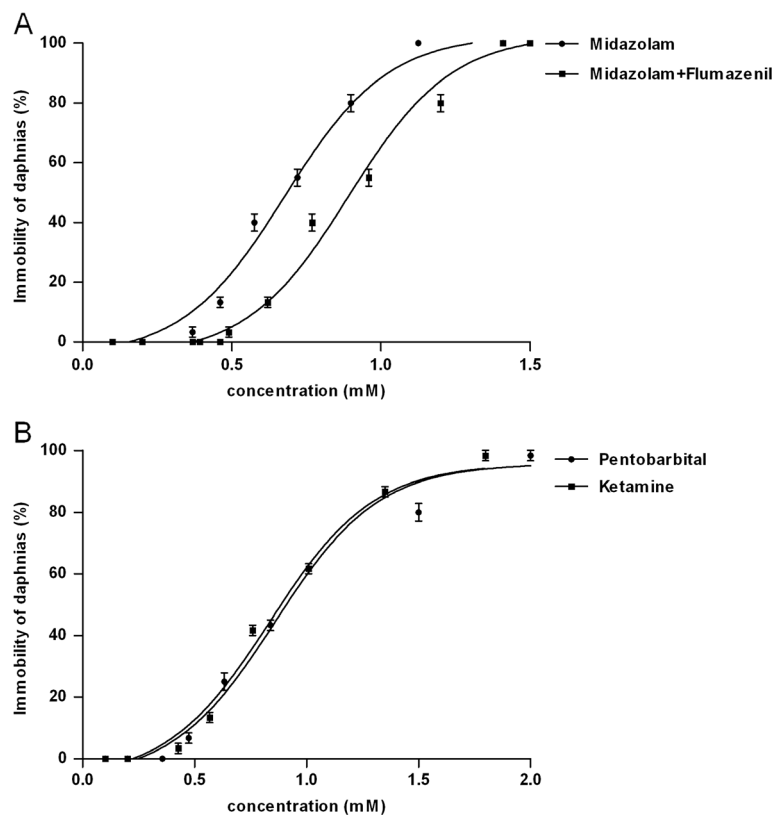 A
Immobility of daphnias (%)
100
80
60
40
20
0
0.0 0.5 1.0 1.5
concentration (mM)
Midazolam
Midazolam+Flumazenil
B
Immobility of daphnias (%)
100
80
60
40
20
0
0.0 0.5 1.0 1.5 2.0
concentration (mM)
Pentobarbital
Ketamine